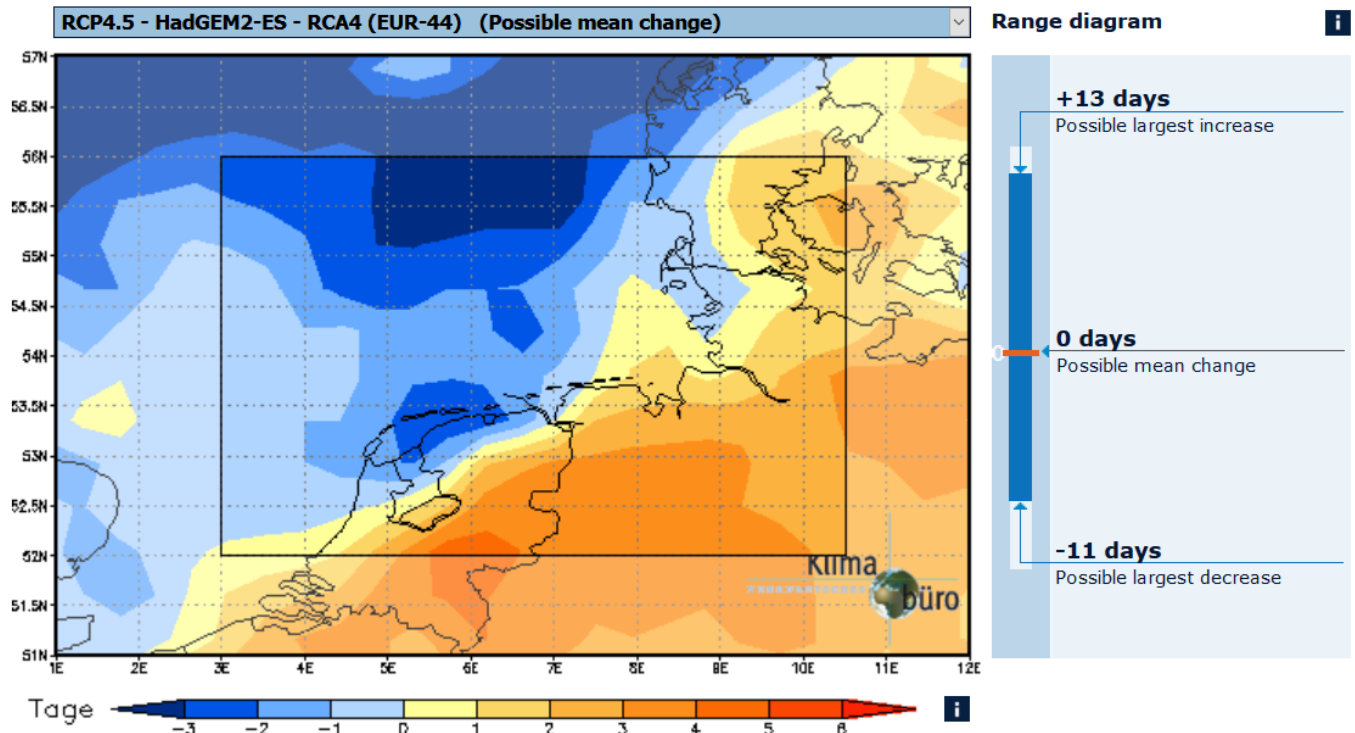 RCP4.5 - HadGEM2-ES - RCA4 (EUR-44) (Possible mean change)
Range diagram
i
57N
56.5N
56N
55.5N
55N
54.5N
54N
53.5N
53N
52.5N
52N
51.5N
51N
1E 2E 3E 4E 5E 6E 7E 8E 9E 10E 11E 12E
Klima
büro
+13 days
Possible largest increase
0
0 days
Possible mean change
-11 days
Possible largest decrease
Tage
-3 -2 -1 0 1 2 3 4 5 6
i